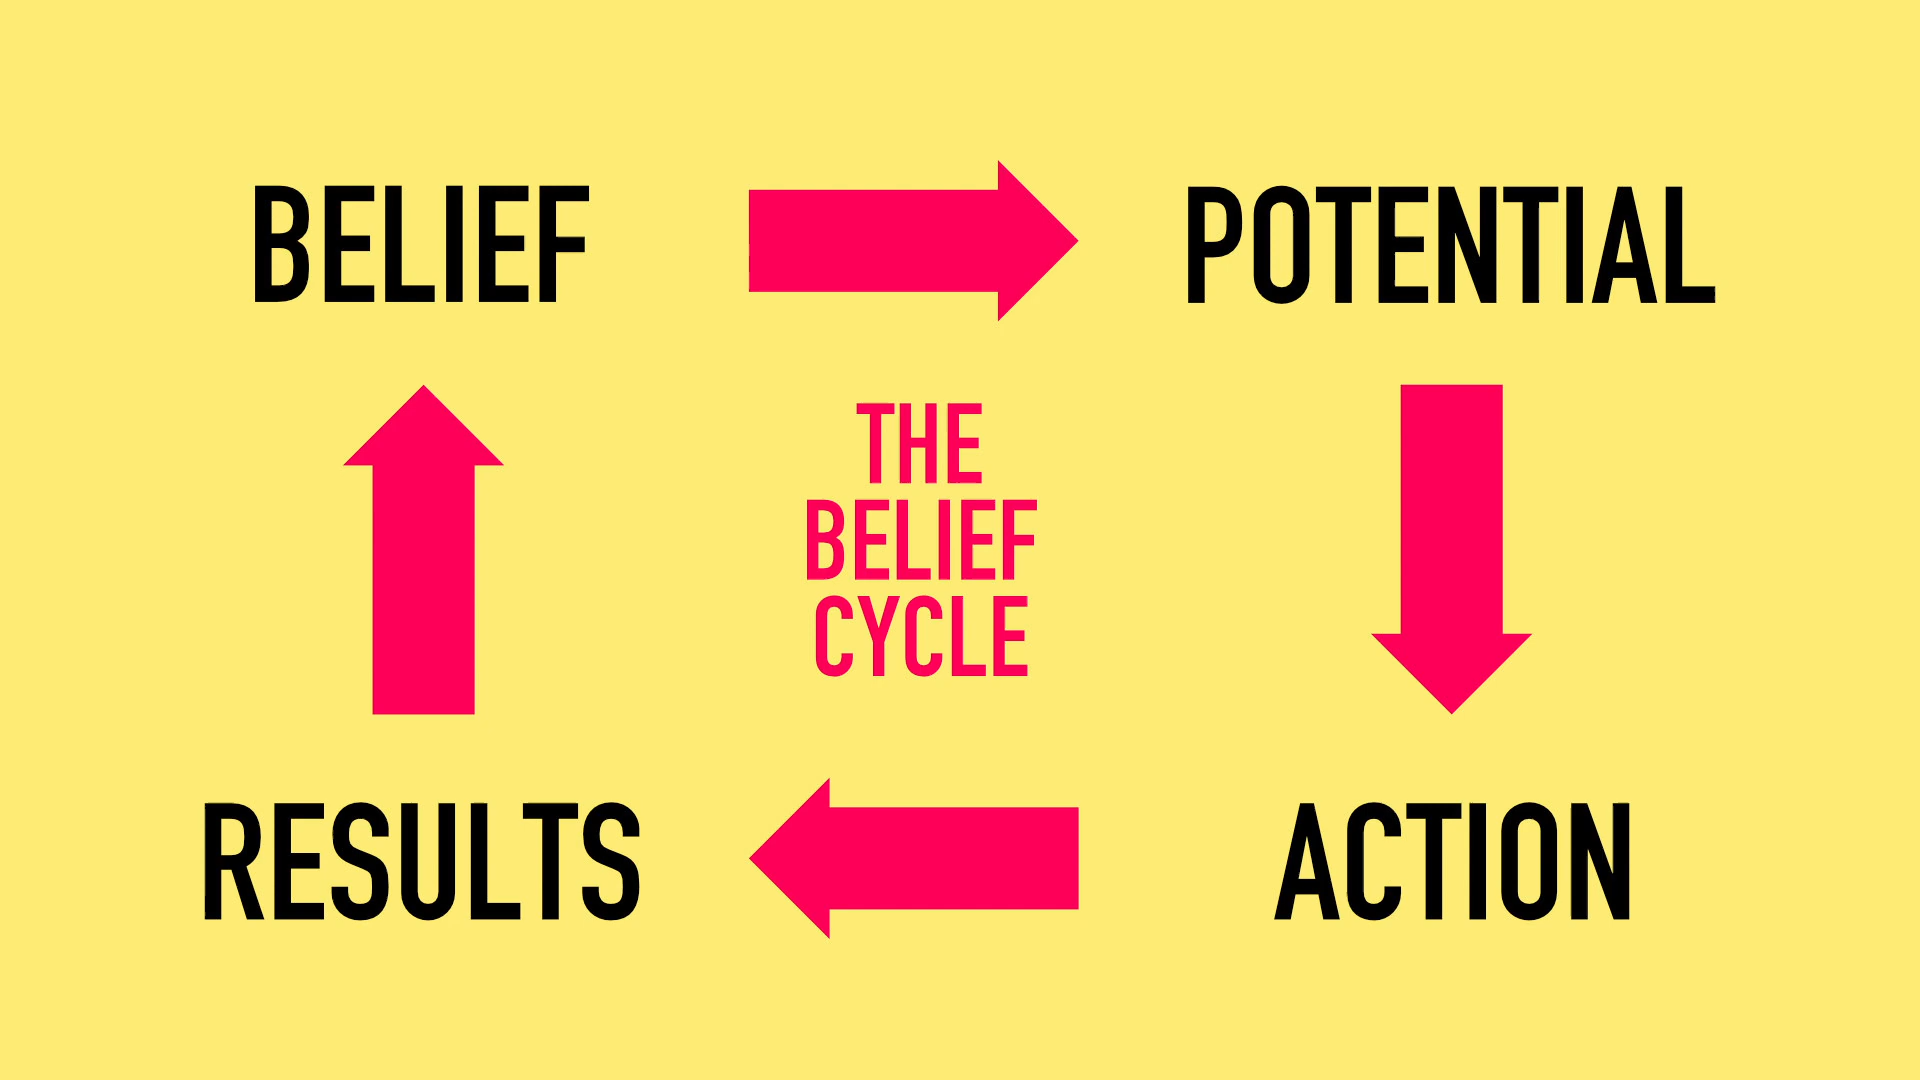 BELIEF
POTENTIAL
THE
BELIEF
CYCLE
RESULTS
ACTION